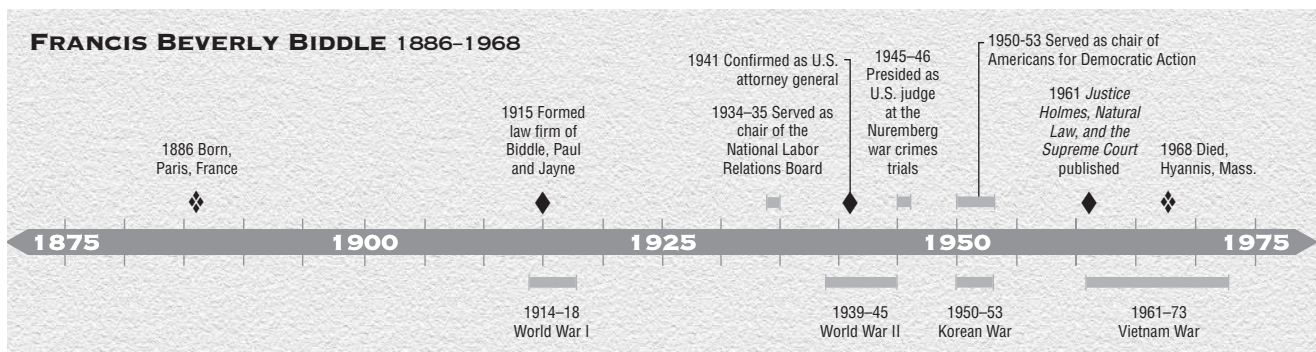 FRANCIS BEVERLY BIDDLE 1886–1968
1886 Born,
Paris, France
1915 Formed
law firm of
Biddle, Paul
and Jayne
1934–35 Served as
chair of the
National Labor
Relations Board
1941 Confirmed as U.S.
attorney general
1945–46
Presided as
U.S. judge
at the
Nuremberg
war crimes
trials
1950-53 Served as chair of
Americans for Democratic Action
1961 Justice
Holmes, Natural
Law, and the
Supreme Court
published
1968 Died,
Hyannis, Mass.
1875 1900 1925 1950 1975
1914–18
World War I
1939–45
World War II
1950–53
Korean War
1961–73
Vietnam War